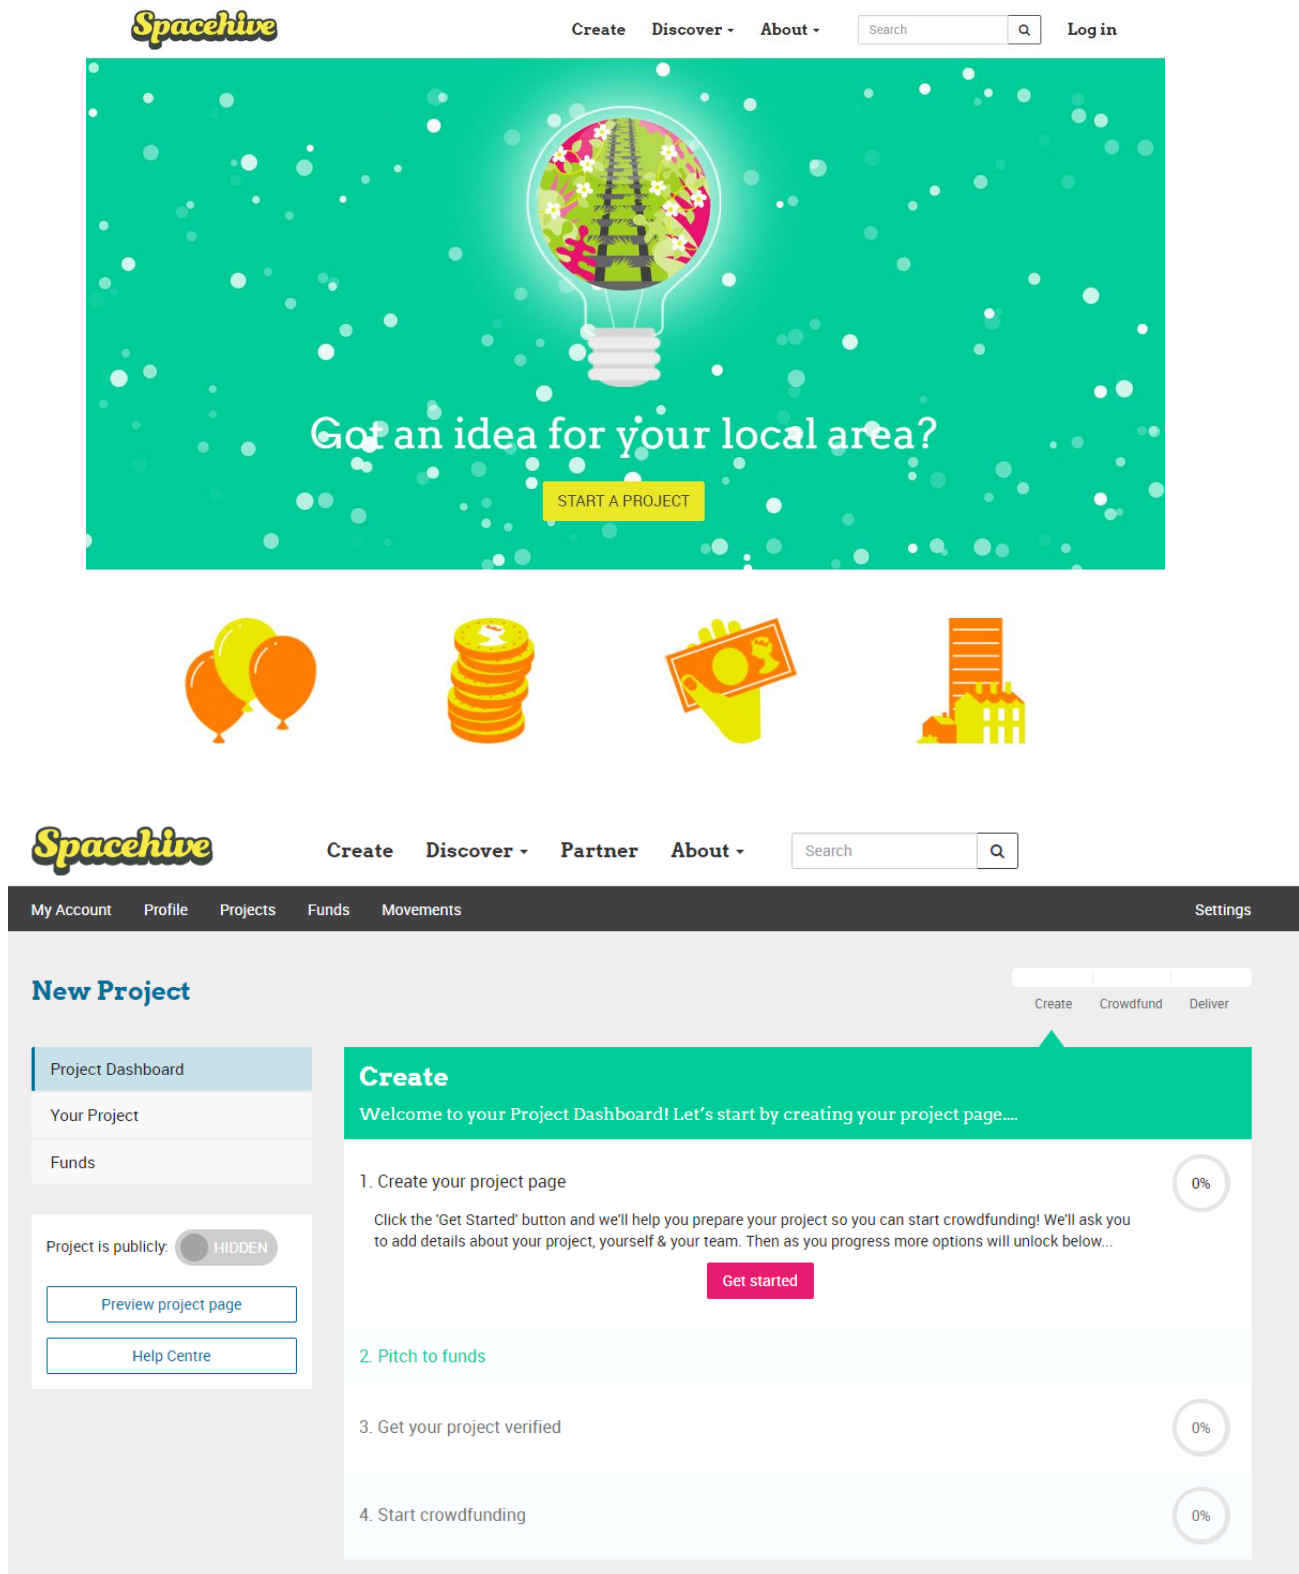 Spacehive
Create Discover About Search Log in
Got an idea for your local area?
START A PROJECT
Spacehive
Create Discover Partner About Search
My Account Profile Projects Funds Movements Settings
New Project
Create Crowdfund Deliver
Project Dashboard
Your Project
Funds
Project is publicly: HIDDEN
Preview project page
Help Centre
Create
Welcome to your Project Dashboard! Let's start by creating your project page....
1. Create your project page 0%
Click the 'Get Started' button and we'll help you prepare your project so you can start crowdfunding! We'll ask you
to add details about your project, yourself & your team. Then as you progress more options will unlock below...
Get started
2. Pitch to funds
3. Get your project verified 0%
4. Start crowdfunding 0%